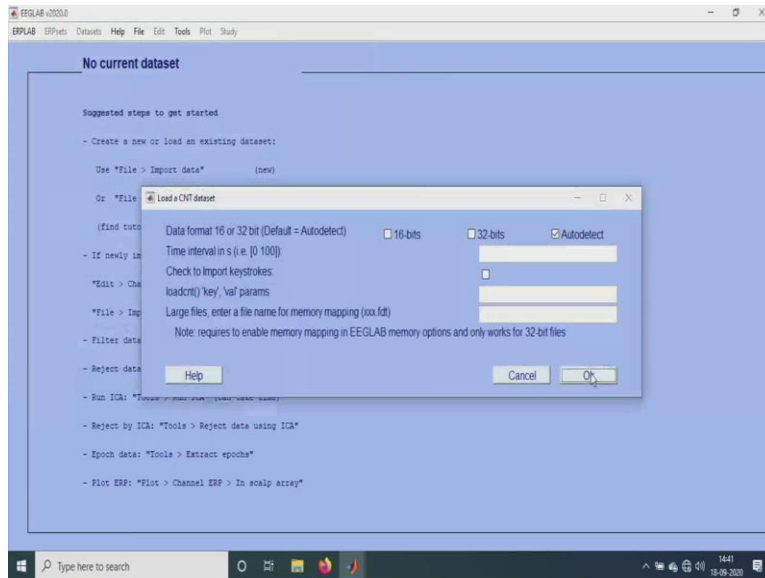 EEGLAB v2020.0
ERPLAB ERPsets Datasets Help File Edit Tools Plot Study
No current dataset
Suggested steps to get started
- Create a new or load an existing dataset:
Use "File > Import data" (new)
Or "File
(find tuto
- If newly im
"Edit > Cha
"File > Imp
- Filter data
- Reject data
- Run ICA: "Tools > Run ICA" (can take time)
- Reject by ICA: "Tools > Reject data using ICA"
- Epoch data: "Tools > Extract epochs"
- Plot ERP: "Plot > Channel ERP > In scalp array"
Load a CNT dataset
Data format 16 or 32 bit (Default = Autodetect) 16-bits 32-bits Autodetect
Time interval in s (i.e. [0 100]):
Check to Import keystrokes:
loadcnt() 'key', 'val' params
Large files, enter a file name for memory mapping (xxx.fdt)
Note: requires to enable memory mapping in EEGLAB memory options and only works for 32-bit files
Help Cancel Ok
Type here to search
14:41
18-09-2020